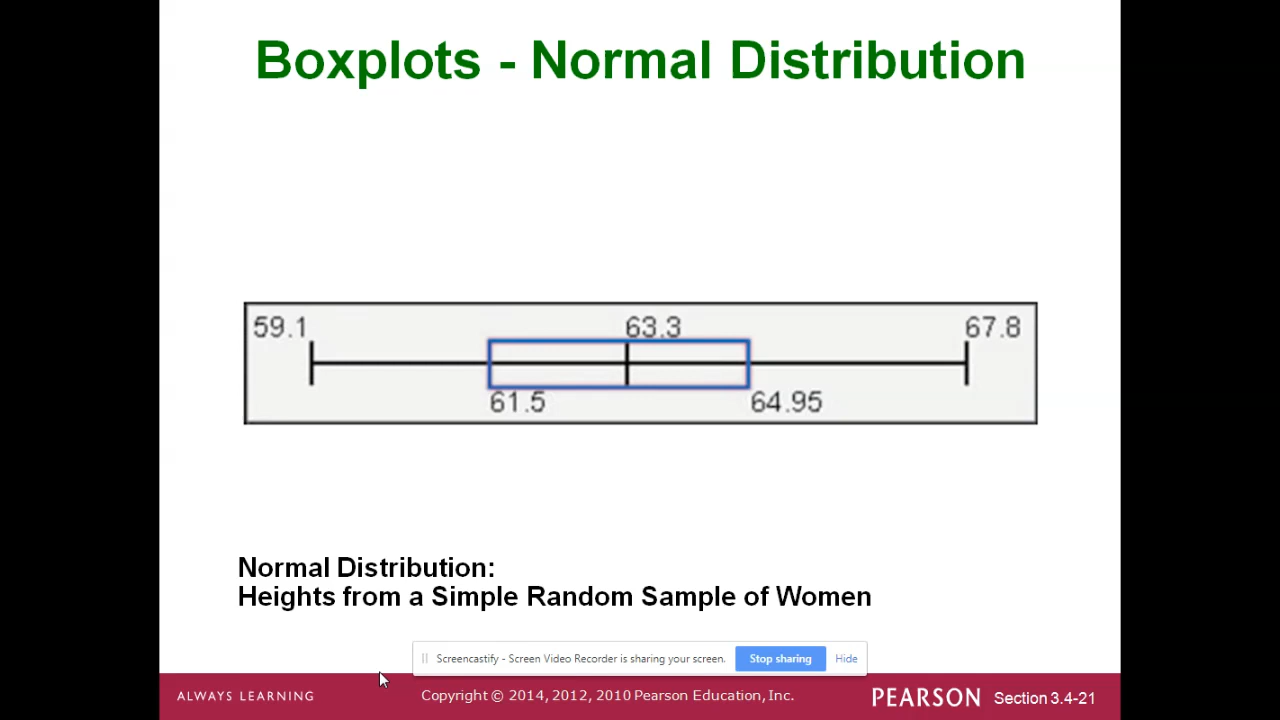 Boxplots - Normal Distribution
59.1 63.3 67.8
61.5 64.95
Normal Distribution:
Heights from a Simple Random Sample of Women
Screencastify - Screen Video Recorder is sharing your screen. Stop sharing Hide
ALWAYS LEARNING Copyright © 2014, 2012, 2010 Pearson Education, Inc. PEARSON Section 3.4-21